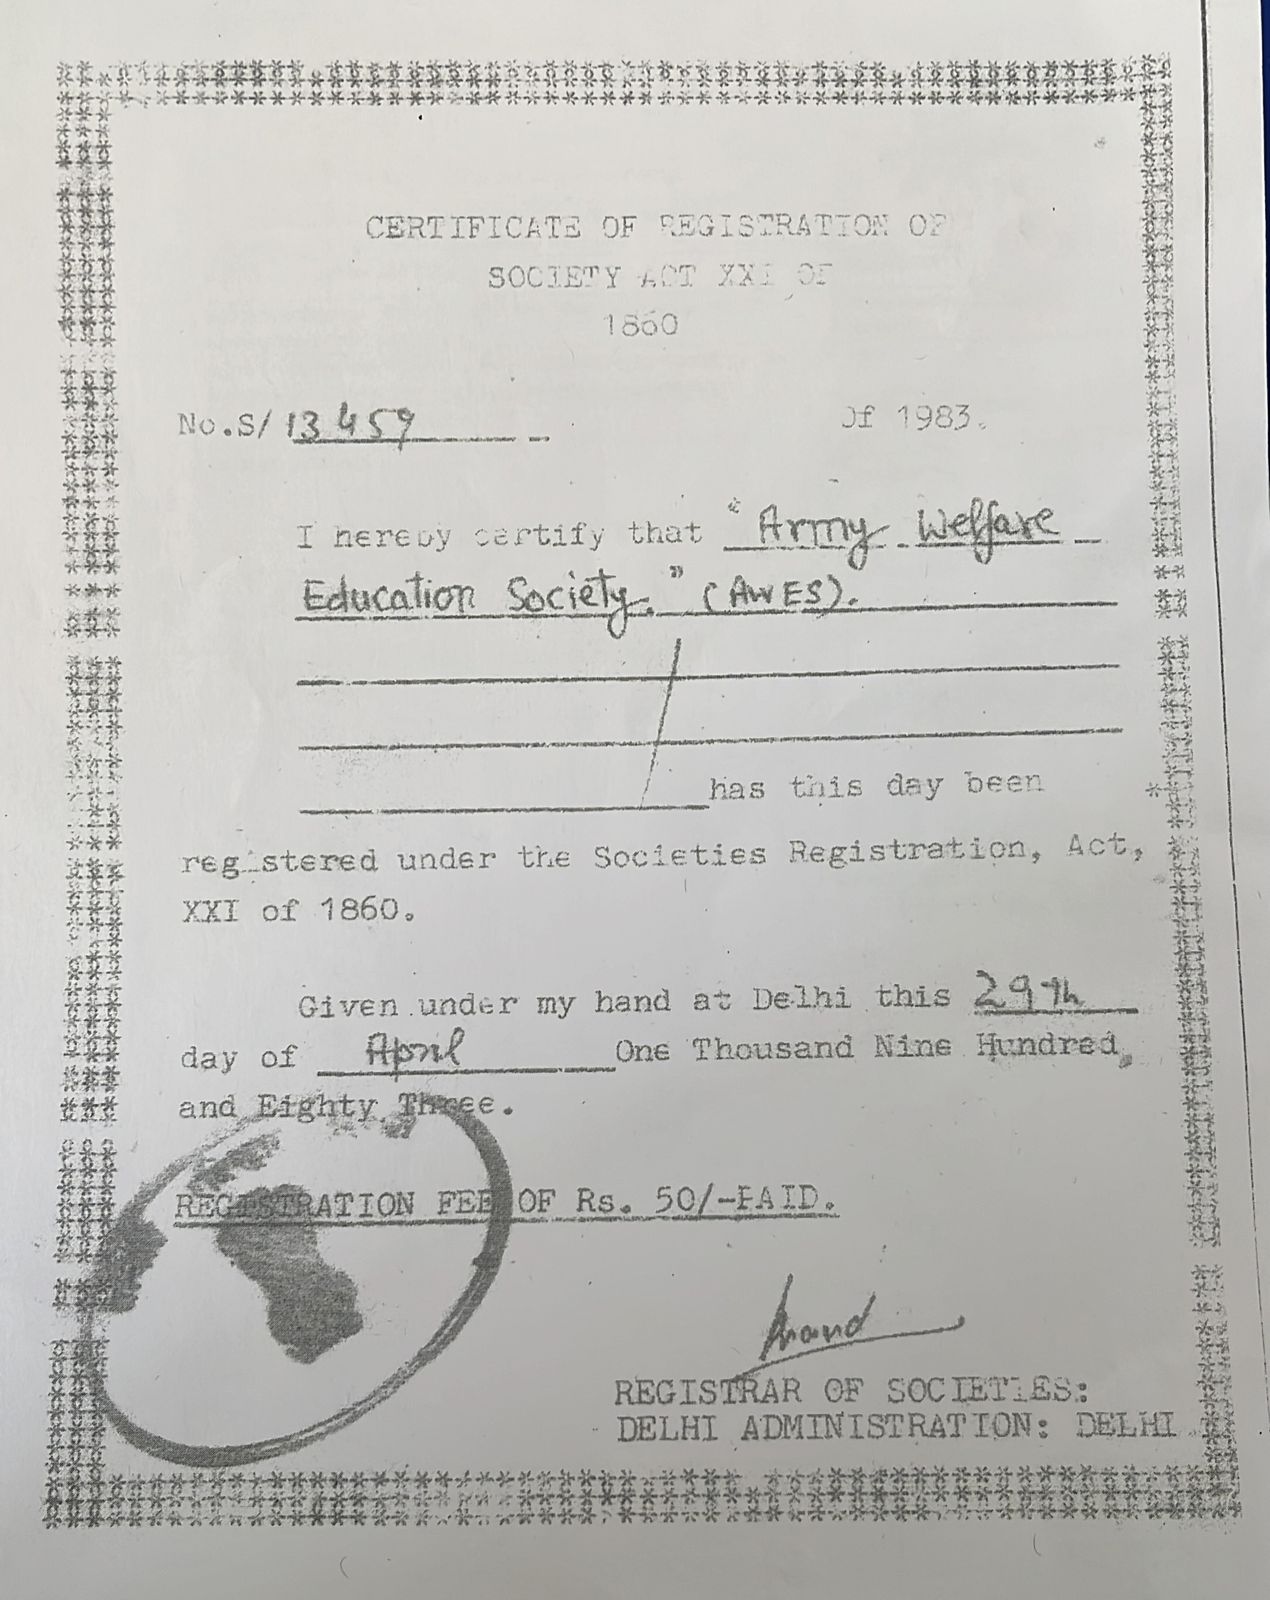 CERTIFICATE OF REGISTRATION OF
SOCIETY ACT XXI OF
1860
No.S/ 13459 Of 1983.
I hereby certify that "Army Welfare
Education Society." (AWES).
has this day been
registered under the Societies Registration, Act,
XXI of 1860.
Given under my hand at Delhi this 29th
day of April One Thousand Nine Hundred,
and Eighty Three.
REGISTRATION FEE OF Rs. 50/-PAID.
REGISTRAR OF SOCIETIES:
DELHI ADMINISTRATION: DELHI